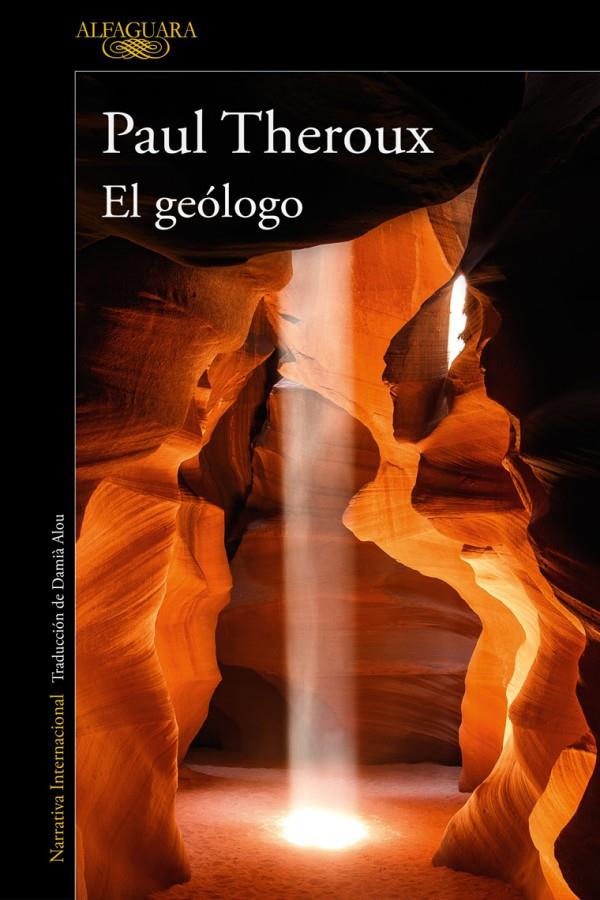 ALFAGUARA
Paul Theroux
El geólogo
Narrativa Internacional Traducción de Damià Alou